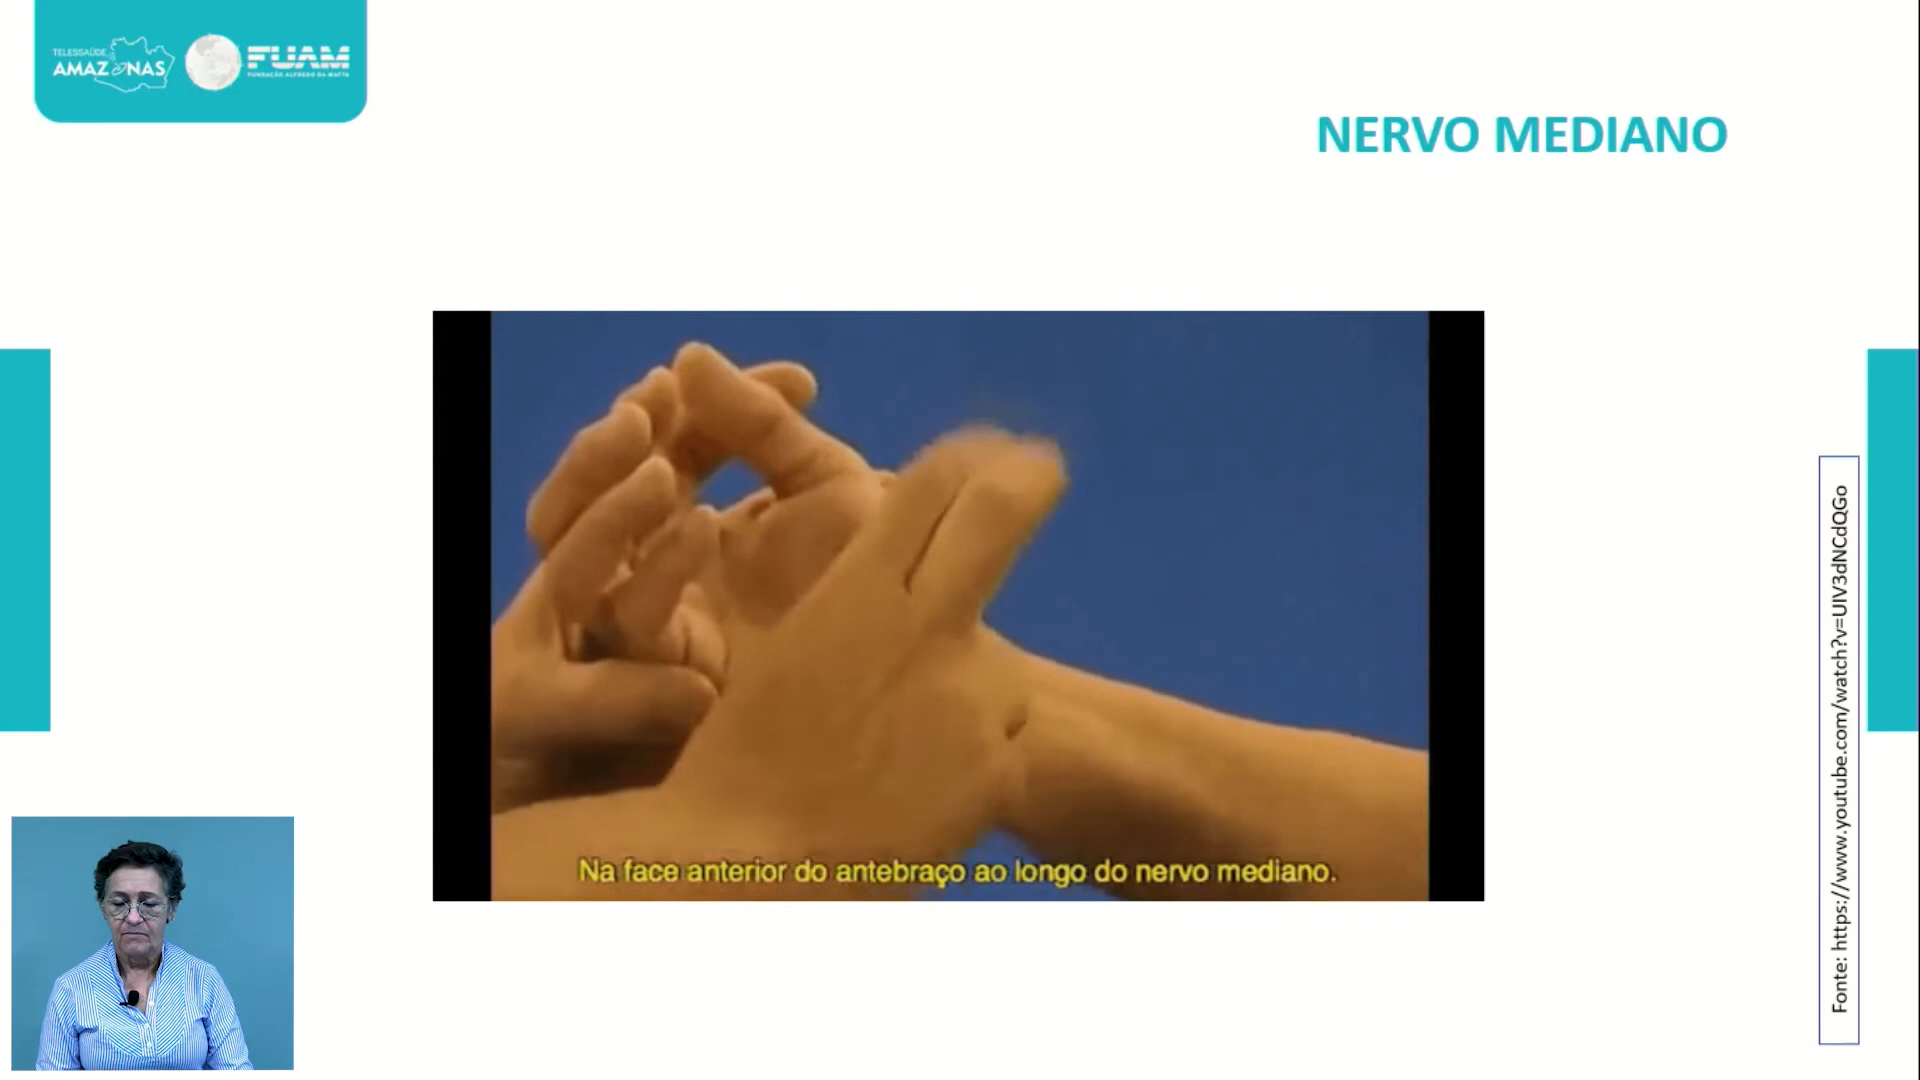 TELESSAÚDE
AMAZONAS
FUAM
FUNDAÇÃO ALFREDO DA MATTA
NERVO MEDIANO
Na face anterior do antebraço ao longo do nervo mediano.
Fonte: https://www.youtube.com/watch?v=UIV3dNCdQGo